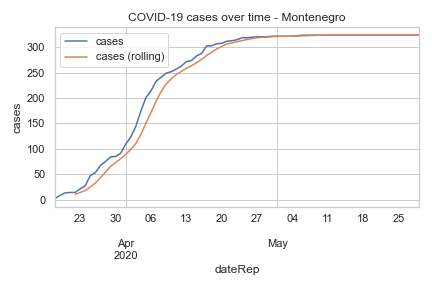 COVID-19 cases over time - Montenegro
cases
cases (rolling)
cases
300
250
200
150
100
50
0
23 30 06 13 20 27 04 11 18 25
Apr May
2020
dateRep